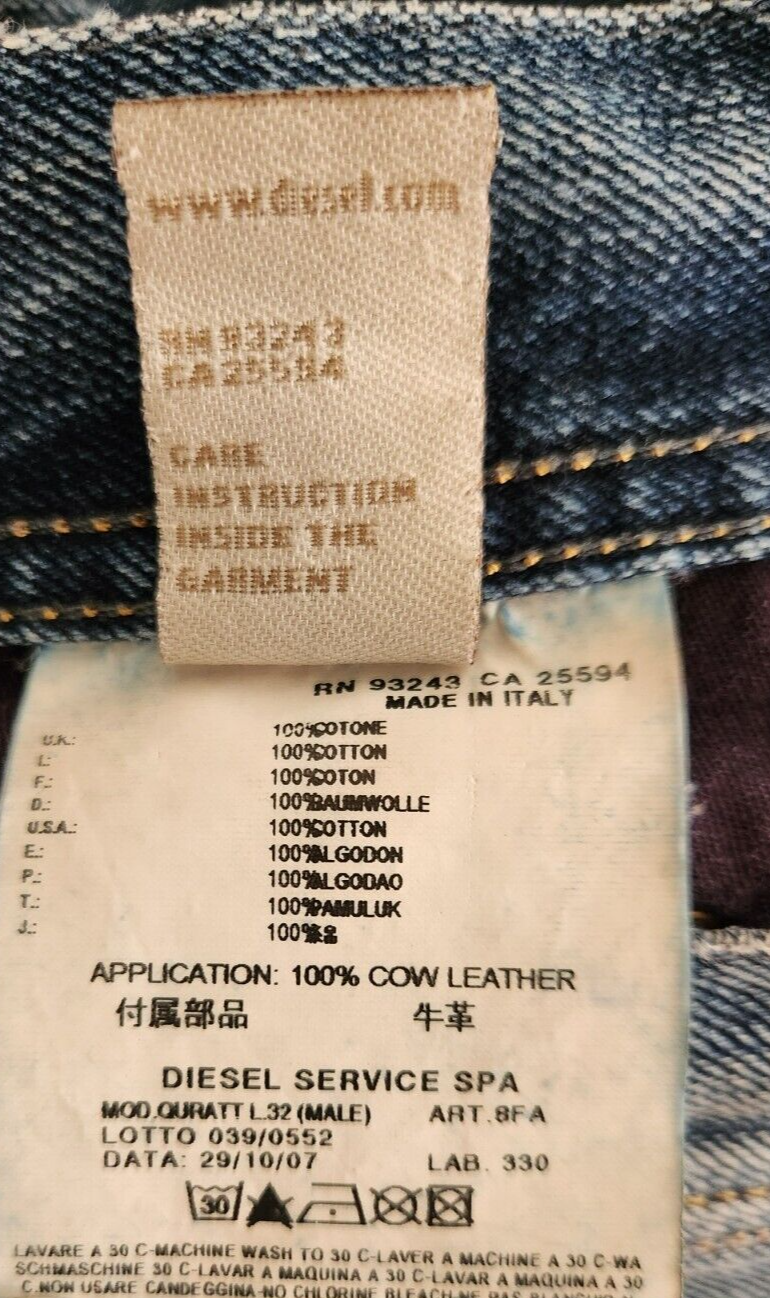 www.diesel.com
RN 93243
CA 25594
CARE
INSTRUCTION
INSIDE THE
GARMENT
RN 93243 CA 25594
MADE IN ITALY
U.K.: 100%COTONE
I.: 100%COTTON
F.: 100%COTON
D.: 100%BAUMWOLLE
U.S.A.: 100%COTTON
E.: 100%ALGODON
P.: 100%ALGODAO
T.: 100%PAMULUK
J.: 100%
APPLICATION: 100% COW LEATHER
付属部品 牛革
DIESEL SERVICE SPA
MOD.QURATT L.32 (MALE) ART.8FA
LOTTO 039/0552
DATA: 29/10/07 LAB. 330
30
LAVARE A 30 C-MACHINE WASH TO 30 C-LAVER A MACHINE A 30 C-WA
SCHMASCHINE 30 C-LAVAR A MAQUINA A 30 C-LAVAR A MAQUINA A 30
C.NON USARE CANDEGGINA-NO CHLORINE BLEACH-NE PAS BLANCHIR